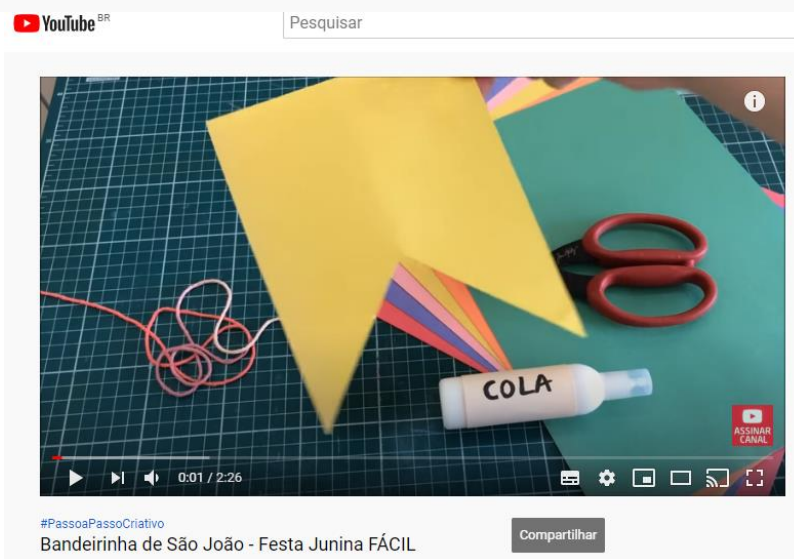 YouTube BR
Pesquisar
COLA
ASSINAR
CANAL
0:01 / 2:26
#PassoaPassoCriativo
Bandeirinha de São João - Festa Junina FÁCIL
Compartilhar